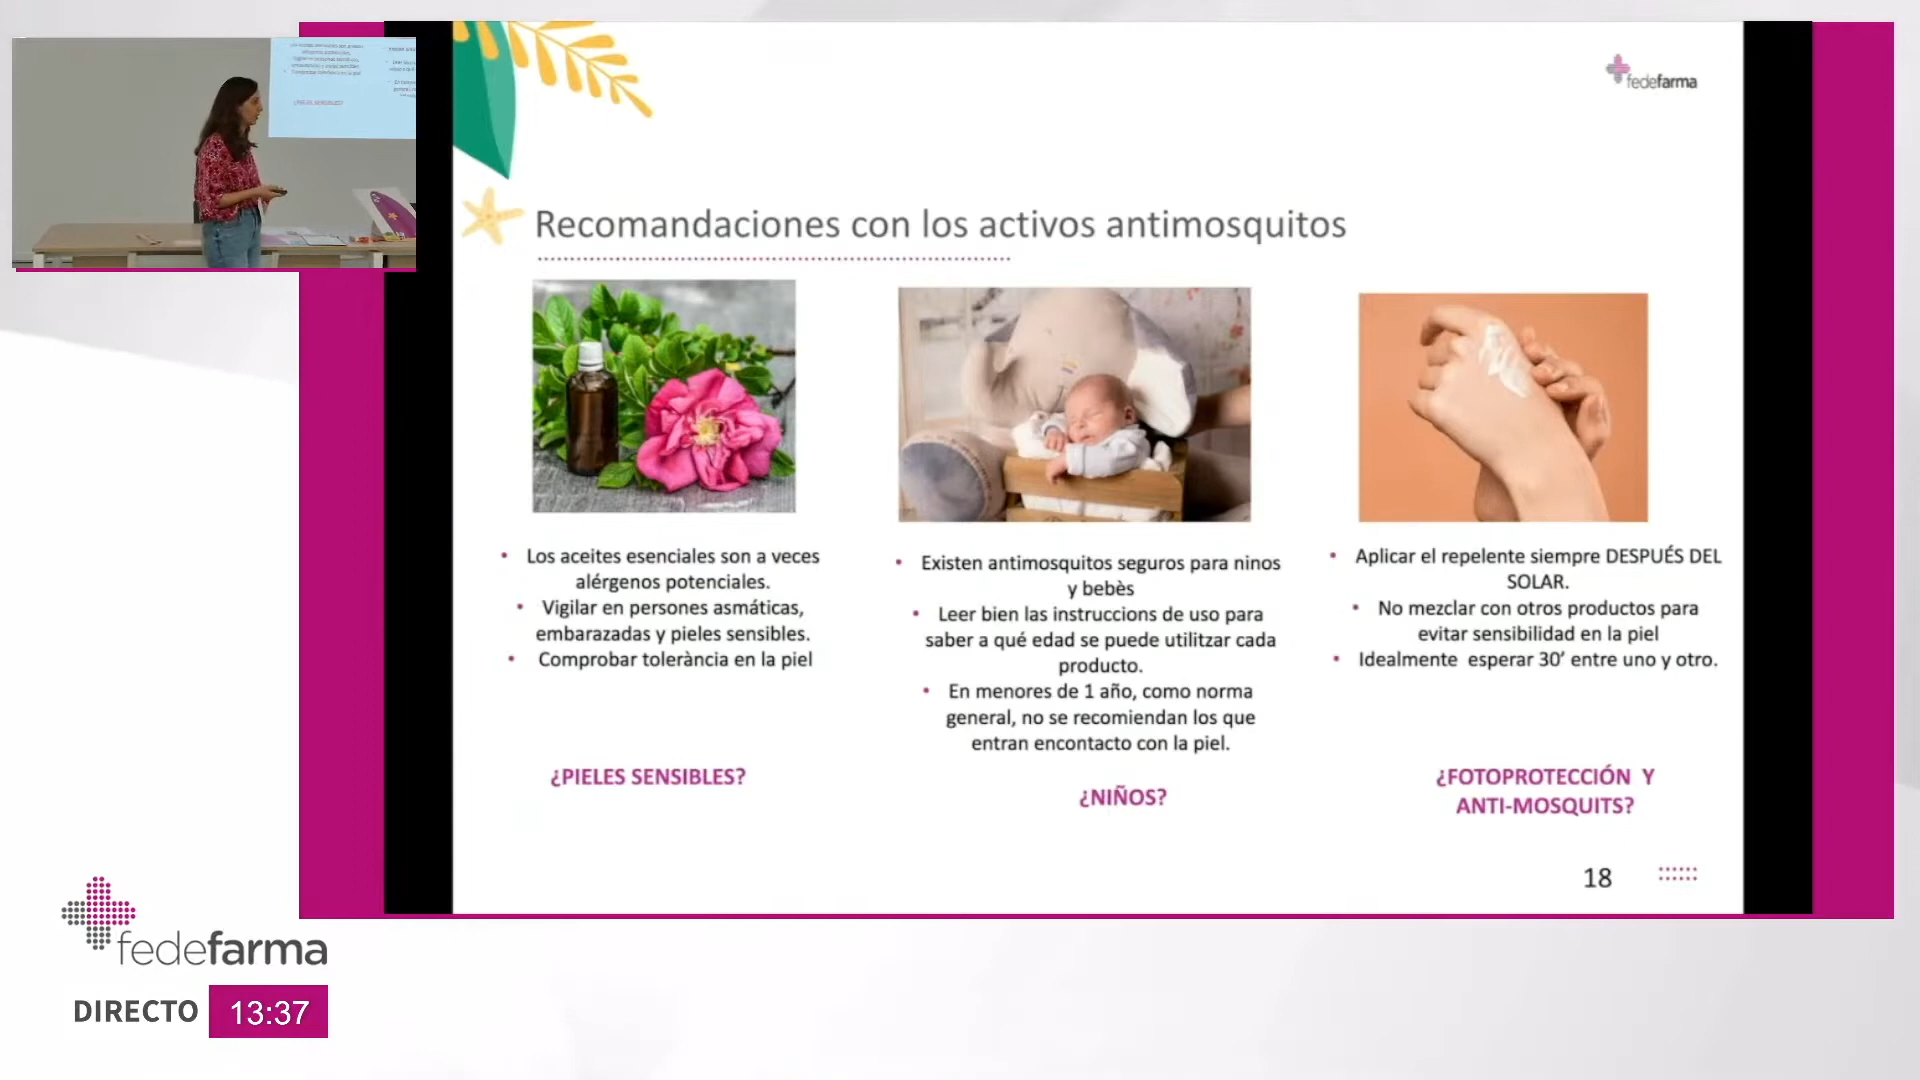 fedefarma
Recomandaciones con los activos antimosquitos
• Los aceites esenciales son a veces
alérgenos potenciales.
• Vigilar en personas asmáticas,
embarazadas y pieles sensibles.
• Comprobar tolerància en la piel
¿PIELES SENSIBLES?
• Existen antimosquitos seguros para ninos
y bebès
• Leer bien las instruccions de uso para
saber a qué edad se puede utilitzar cada
producto.
• En menores de 1 año, como norma
general, no se recomiendan los que
entran encontacto con la piel.
¿NIÑOS?
• Aplicar el repelente siempre DESPUÉS DEL
SOLAR.
• No mezclar con otros productos para
evitar sensibilidad en la piel
• Idealmente esperar 30' entre uno y otro.
¿FOTOPROTECCIÓN Y
ANTI-MOSQUITS?
18
fedefarma
DIRECTO 13:37